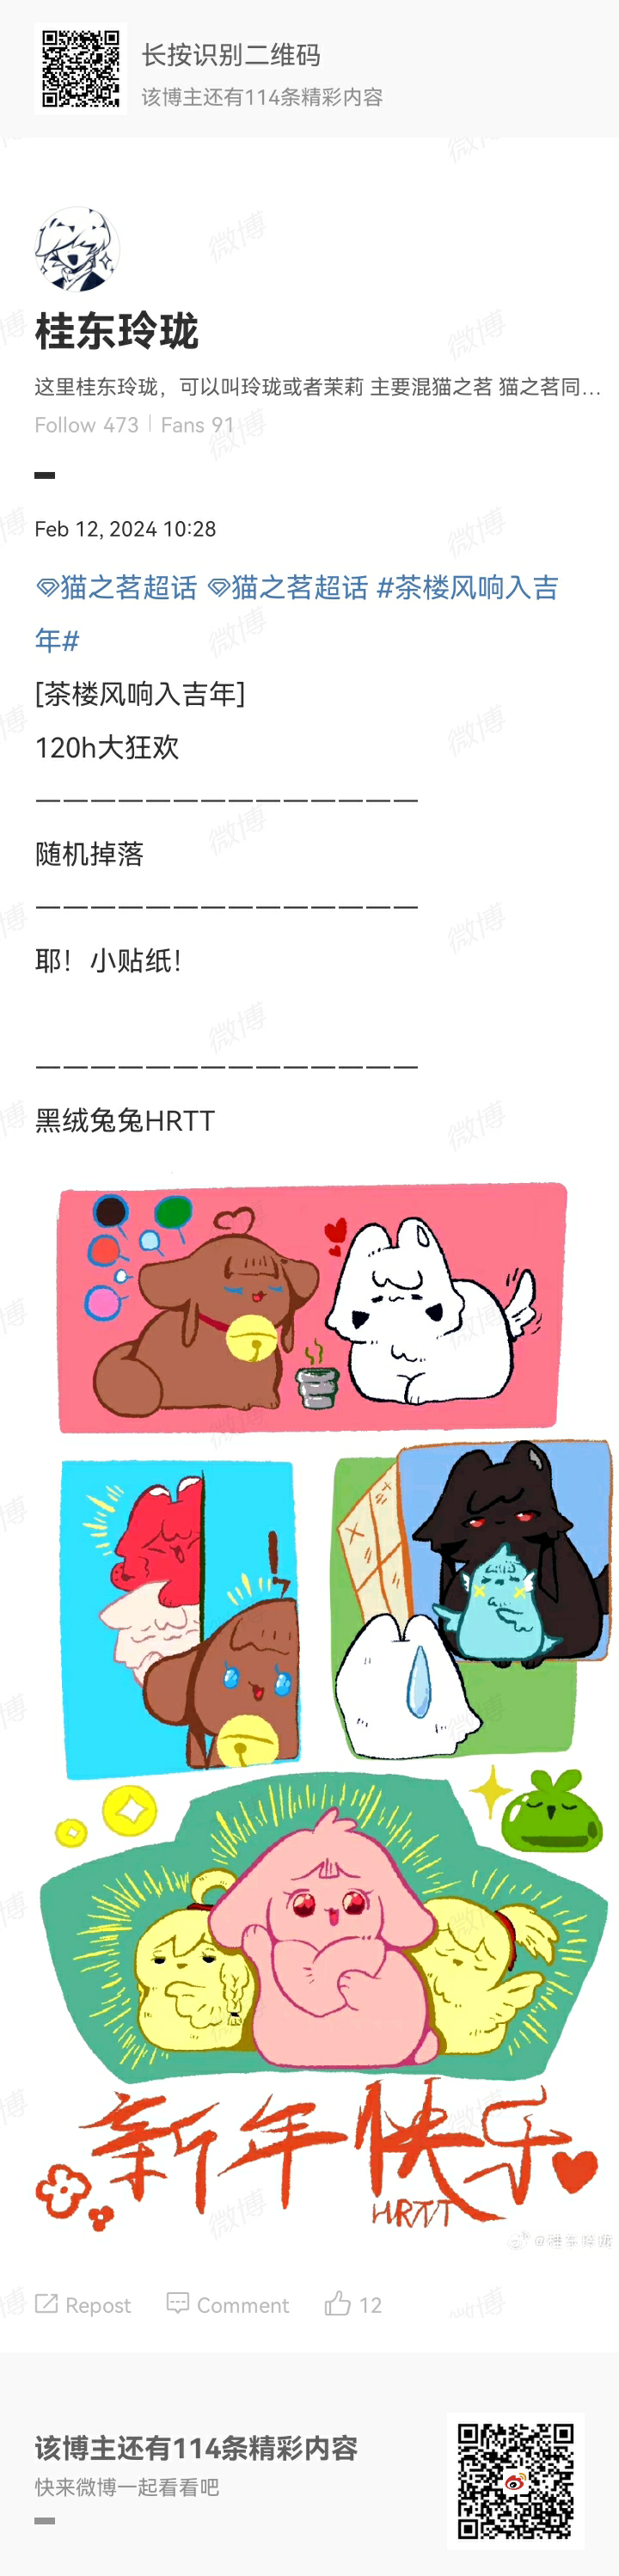 长按识别二维码
该博主还有114条精彩内容
桂东玲珑
这里桂东玲珑，可以叫玲珑或者茉莉 主要混猫之茗 猫之茗同...
Follow 473 | Fans 91
Feb 12, 2024 10:28
猫之茗超话 猫之茗超话 #茶楼风响入吉
年#
[茶楼风响入吉年]
120h大狂欢
——————————————
随机掉落
——————————————
耶！小贴纸！
——————————————
黑绒兔兔HRTT
新年快乐
HRTT
@桂东玲珑
Repost Comment 12
该博主还有114条精彩内容
快来微博一起看看吧
微博